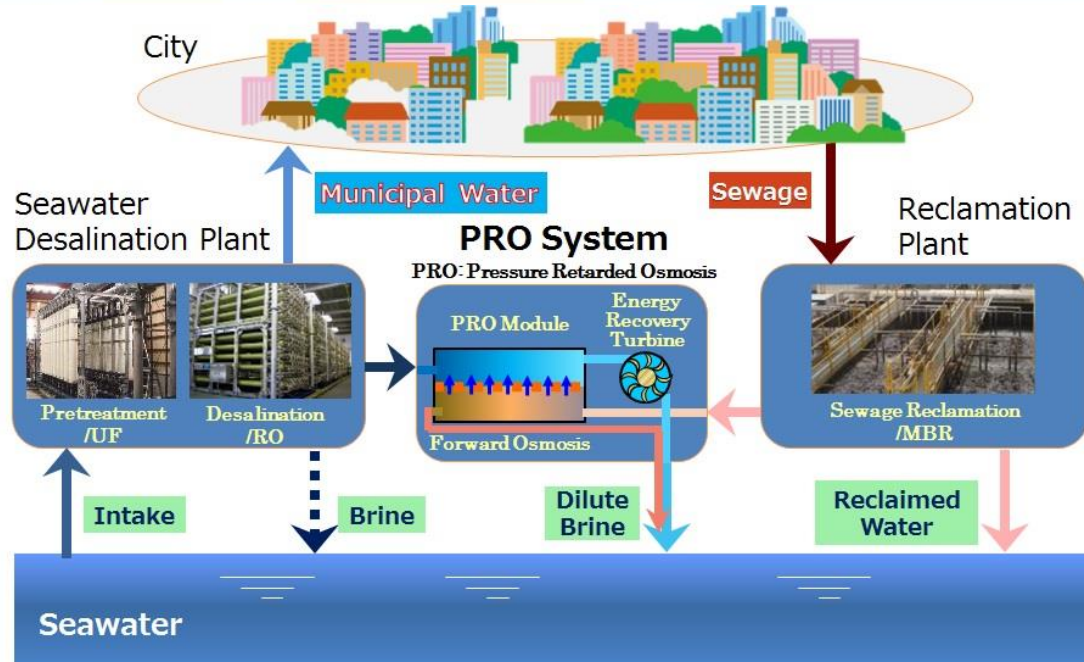 City
Municipal Water
Sewage
Seawater
Desalination Plant
PRO System
PRO: Pressure Retarded Osmosis
Reclamation
Plant
Pretreatment
/UF
Desalination
/RO
PRO Module
Energy
Recovery
Turbine
Forward Osmosis
Sewage Reclamation
/MBR
Intake
Brine
Dilute
Brine
Reclaimed
Water
Seawater